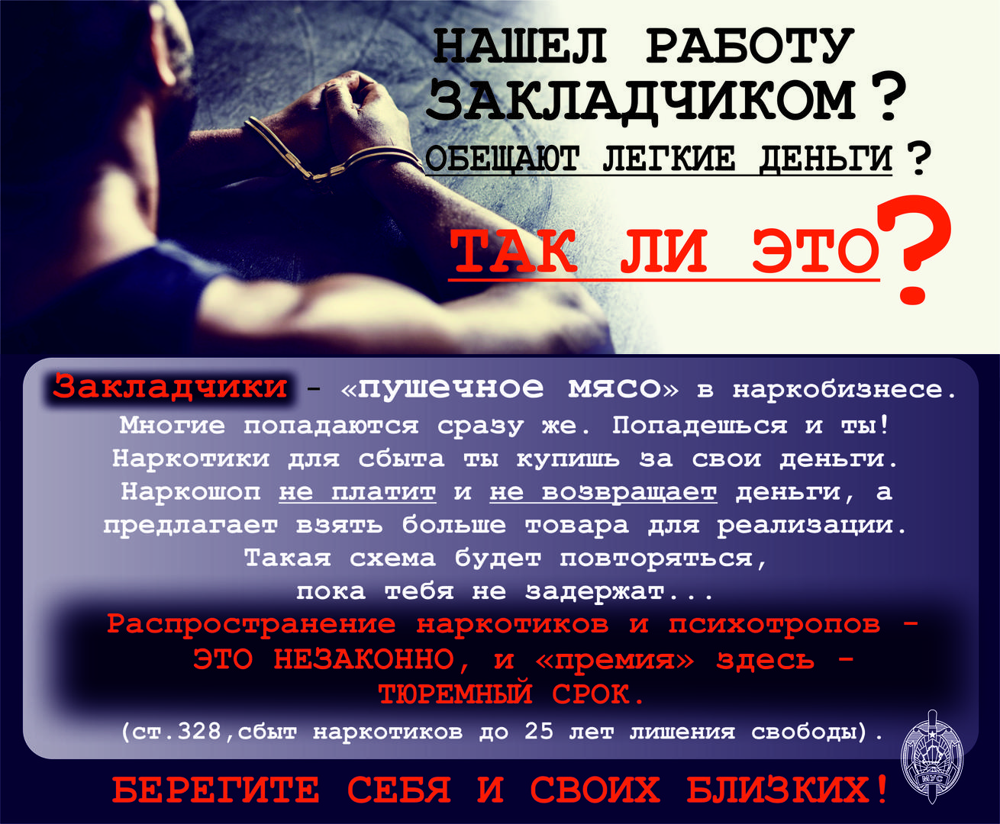 НАШЕЛ РАБОТУ
ЗАКЛАДЧИКОМ?
ОБЕЩАЮТ ЛЕГКИЕ ДЕНЬГИ?
ТАК ЛИ ЭТО?
Закладчики - «пушечное мясо» в наркобизнесе.
Многие попадаются сразу же. Попадешься и ты!
Наркотики для сбыта ты купишь за свои деньги.
Наркошоп не платит и не возвращает деньги, а
предлагает взять больше товара для реализации.
Такая схема будет повторяться,
пока тебя не задержат...
Распространение наркотиков и психотропов -
ЭТО НЕЗАКОННО, и «премия» здесь -
ТЮРЕМНЫЙ СРОК.
(ст.328,сбыт наркотиков до 25 лет лишения свободы).
МУС
БЕРЕГИТЕ СЕБЯ И СВОИХ БЛИЗКИХ!